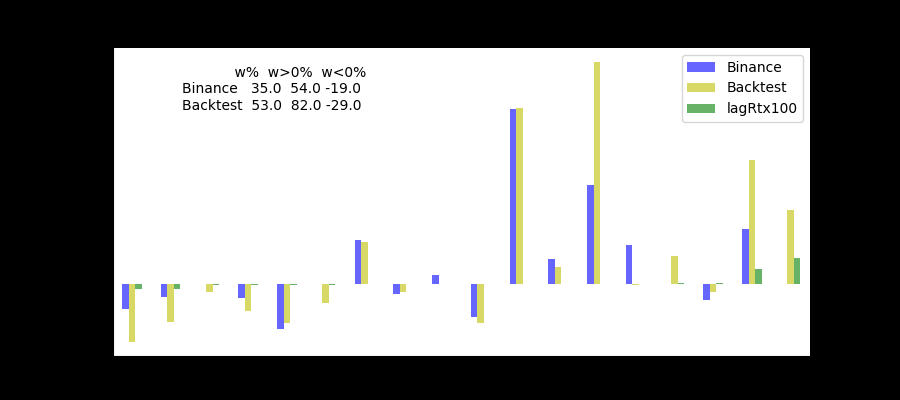 w% w>0% w<0%
Binance 35.0 54.0 -19.0
Backtest 53.0 82.0 -29.0
Binance
Backtest
lagRtx100